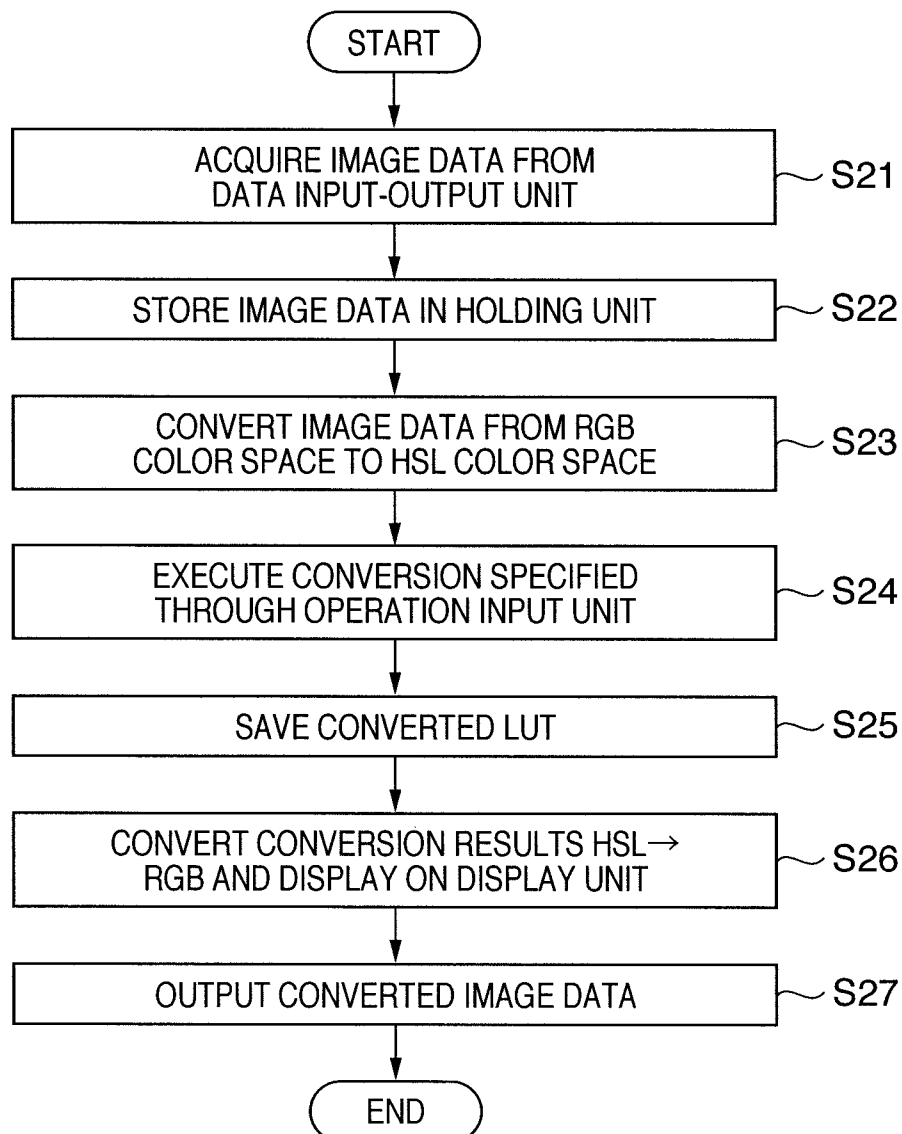 START
ACQUIRE IMAGE DATA FROM
DATA INPUT-OUTPUT UNIT
S21
STORE IMAGE DATA IN HOLDING UNIT
S22
CONVERT IMAGE DATA FROM RGB
COLOR SPACE TO HSL COLOR SPACE
S23
EXECUTE CONVERSION SPECIFIED
THROUGH OPERATION INPUT UNIT
S24
SAVE CONVERTED LUT
S25
CONVERT CONVERSION RESULTS HSL→
RGB AND DISPLAY ON DISPLAY UNIT
S26
OUTPUT CONVERTED IMAGE DATA
S27
END